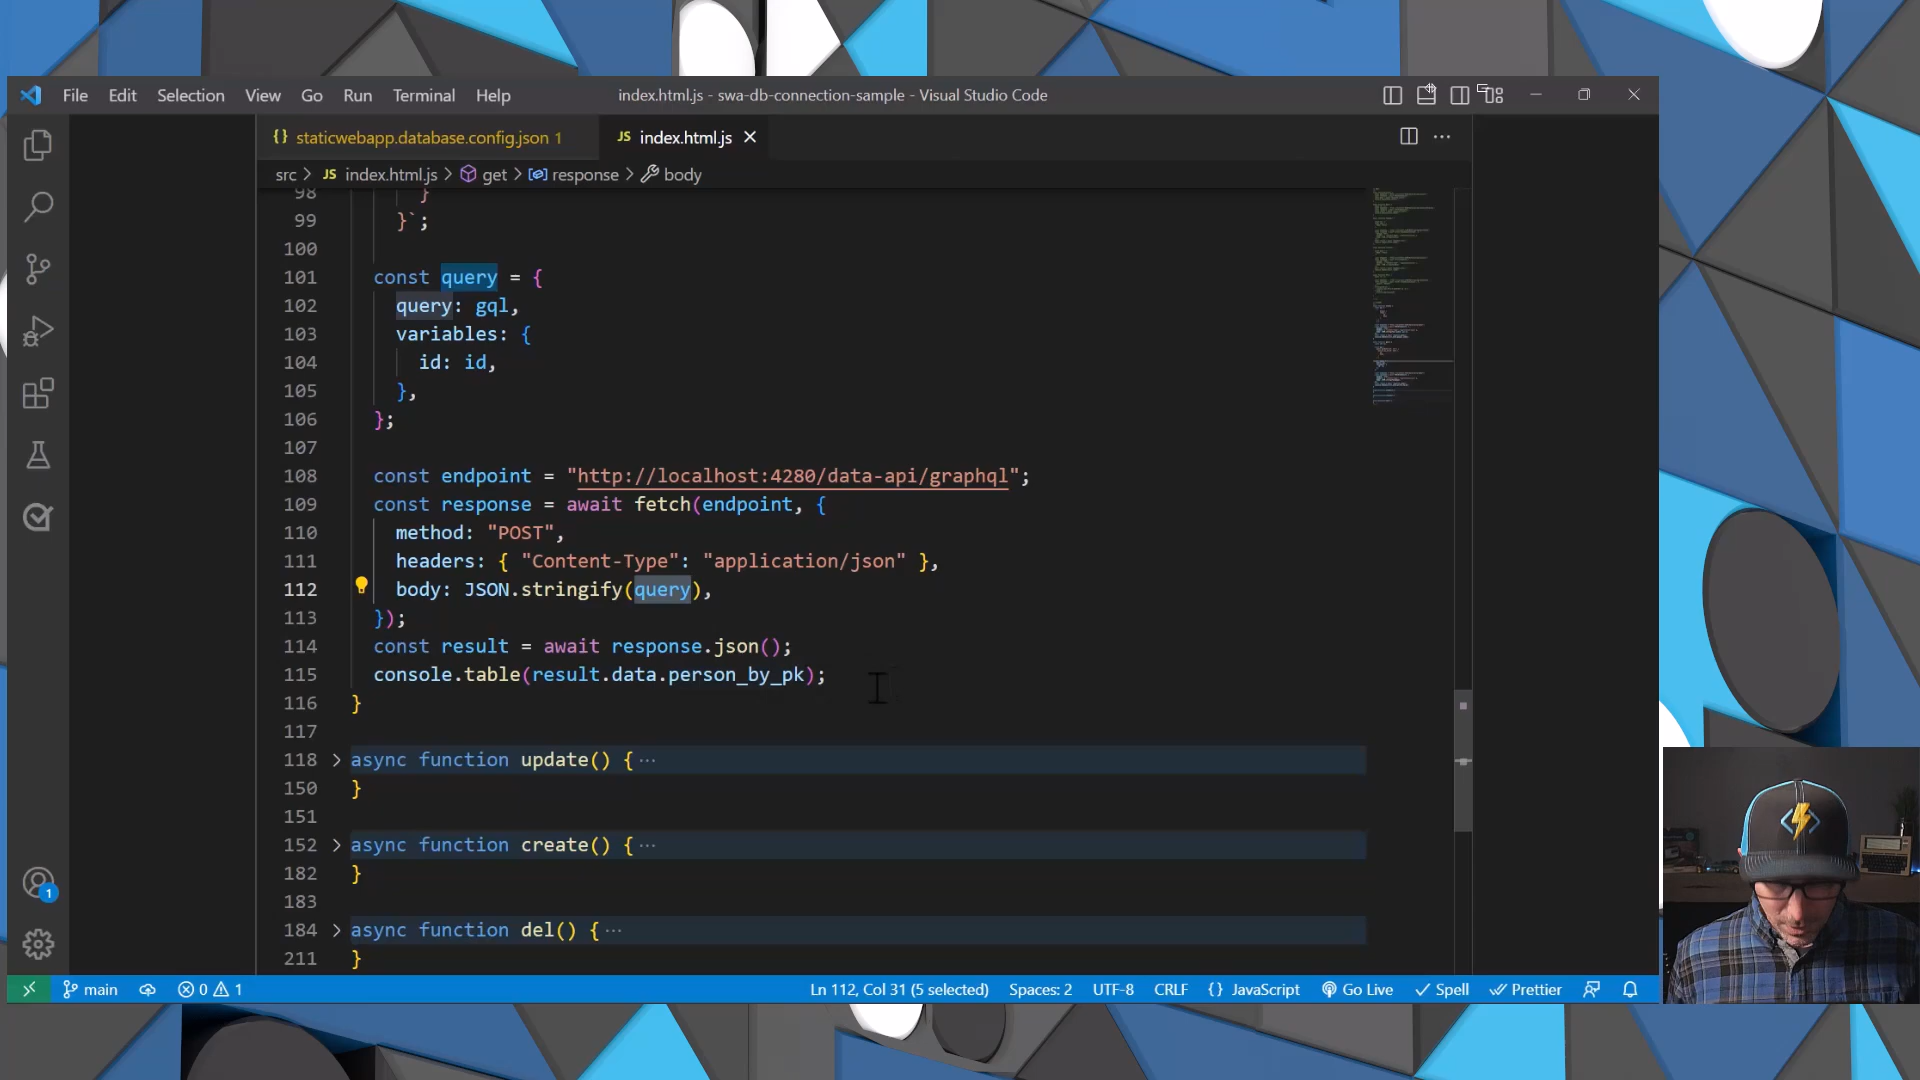 File Edit Selection View Go Run Terminal Help index.html.js - swa-db-connection-sample - Visual Studio Code
{} staticwebapp.database.config.json 1 JS index.html.js
src > JS index.html.js > get > response > body
98 }
99 }`;
100
101 const query = {
102 query: gql,
103 variables: {
104 id: id,
105 },
106 };
107
108 const endpoint = "http://localhost:4280/data-api/graphql";
109 const response = await fetch(endpoint, {
110 method: "POST",
111 headers: { "Content-Type": "application/json" },
112 body: JSON.stringify(query),
113 });
114 const result = await response.json();
115 console.table(result.data.person_by_pk);
116 }
117
118 > async function update() { ···
150 }
151
152 > async function create() { ···
182 }
183
184 > async function del() { ···
211 }
1
main 0 1 Ln 112, Col 31 (5 selected) Spaces: 2 UTF-8 CRLF {} JavaScript Go Live Spell Prettier